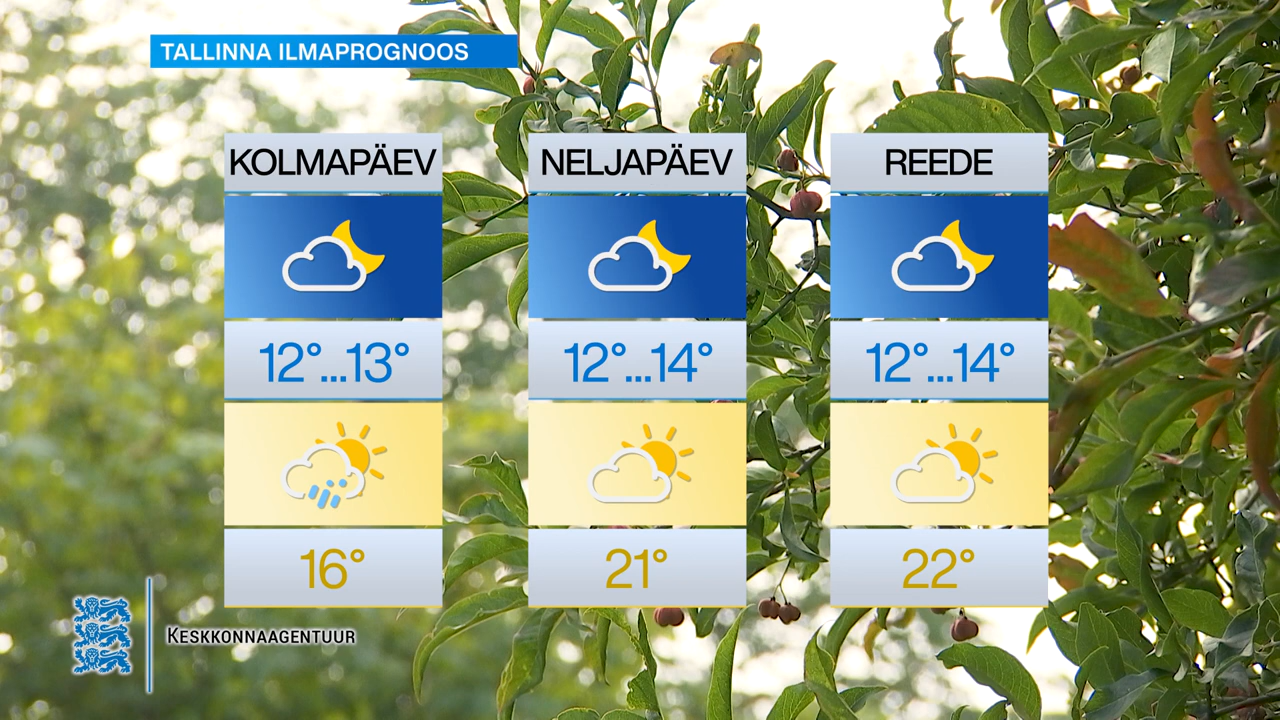 TALLINNA ILMAPROGNOOS
KOLMAPÄEV
NELJAPÄEV
REEDE
12°...13°
12°...14°
12°...14°
16°
21°
22°
KESKKONNAAGENTUUR